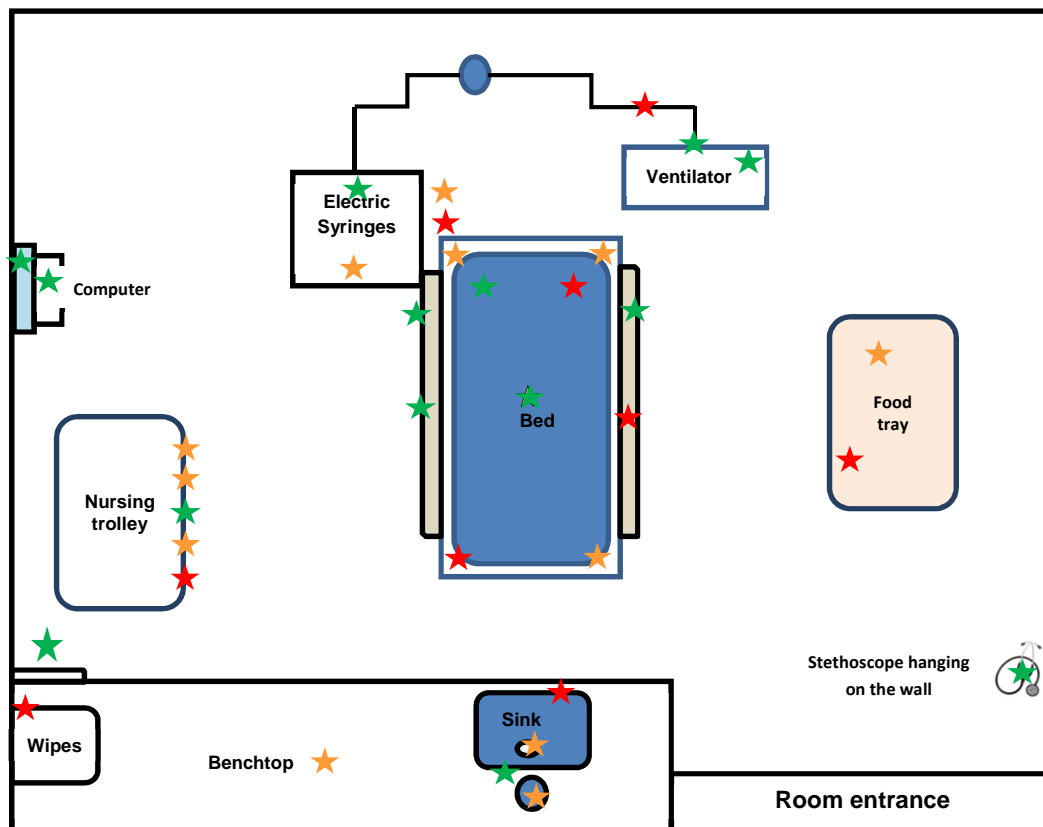 Ventilator
Electric
Syringes
Computer
Bed
Food
tray
Nursing
trolley
Stethoscope hanging
on the wall
Sink
Wipes
Benchtop
Room entrance